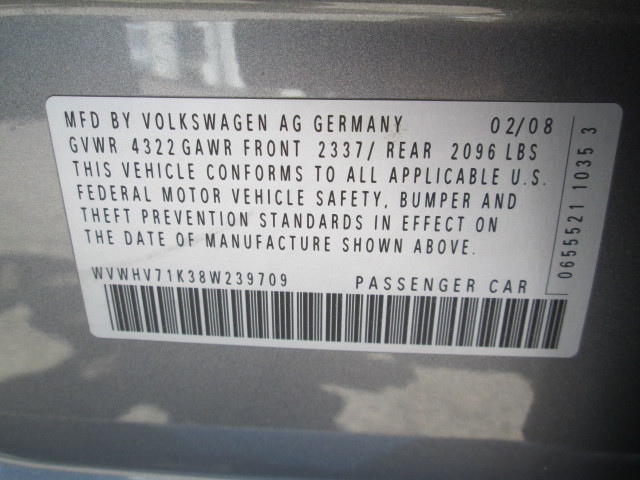 MFD BY VOLKSWAGEN AG GERMANY 02/08
GVWR 4322 GAWR FRONT 2337/ REAR 2096 LBS
THIS VEHICLE CONFORMS TO ALL APPLICABLE U.S.
FEDERAL MOTOR VEHICLE SAFETY, BUMPER AND
THEFT PREVENTION STANDARDS IN EFFECT ON
THE DATE OF MANUFACTURE SHOWN ABOVE.
WVWHV71K38W239709 PASSENGER CAR
0655521 1035 3